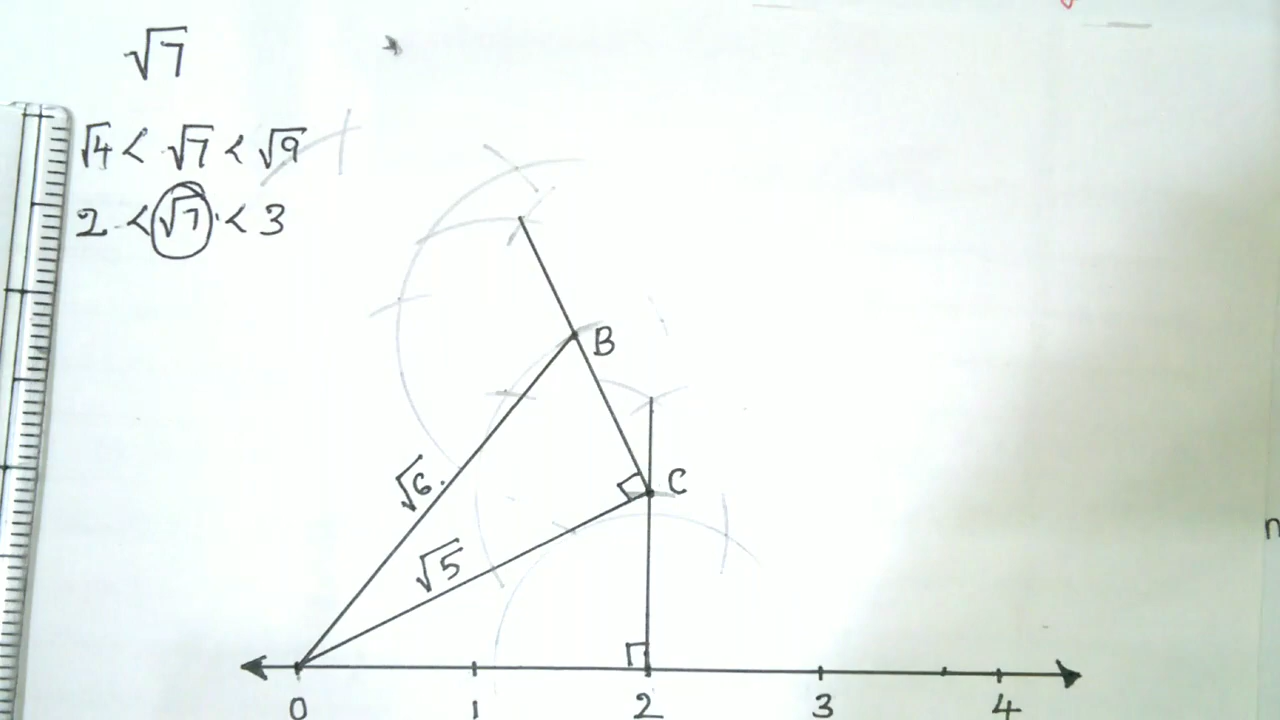 √7
√4 < √7 < √9
2 < √7 < 3
B
√6
C
√5
0 1 2 3 4
n